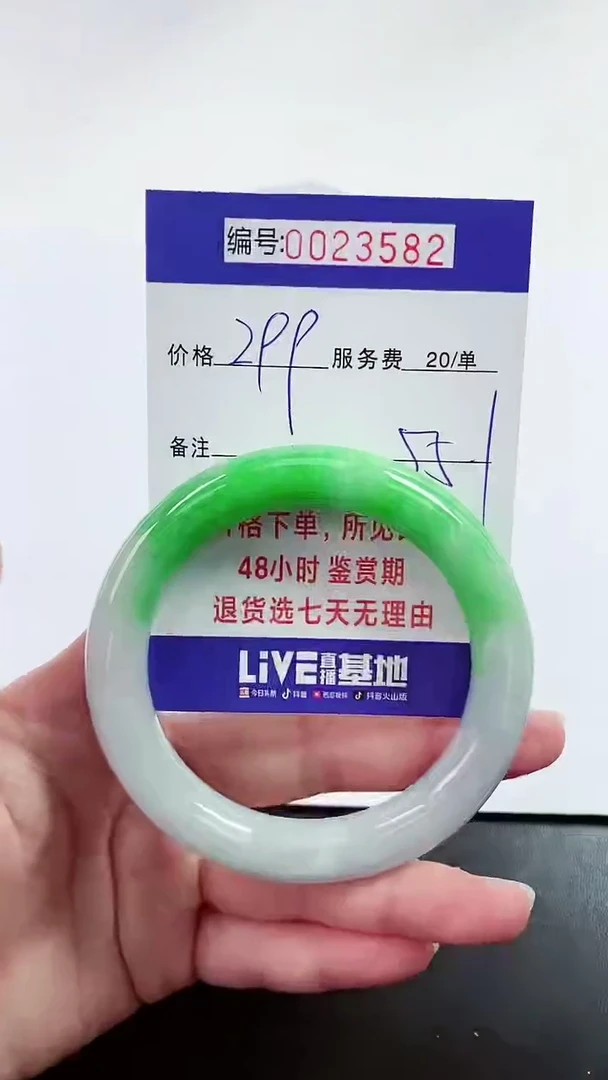 编号:0023582
价格 299 服务费 20/单
备注
格下单，所见
48小时 鉴赏期
退货选七天无理由
LiVE直播基地
今日头条 抖音 西瓜视频 抖音火山版